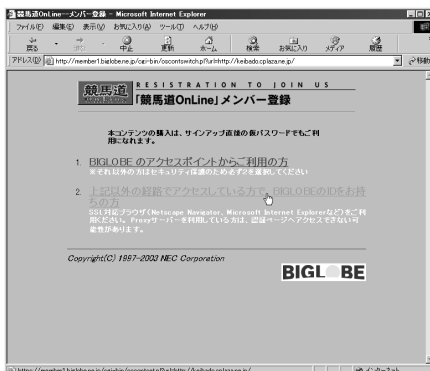 競馬道OnLine--メンバー登録 - Microsoft Internet Explorer
ファイル(F) 編集(E) 表示(V) お気に入り(A) ツール(T) ヘルプ(H)
戻る 中止 更新 ホーム 検索 お気に入り メディア 履歴
アドレス(D) http://member1.biglobe.ne.jp/ogi-bin/oscontswitch.pl?url=http://keibado.cplaza.ne.jp/ 移動
競馬道 RESISTRATION TO JOIN US
「競馬道OnLine」メンバー登録
本コンテンツの購入は、サインアップ直後の仮パスワードでもご利
用になれます。
1. BIGLOBE のアクセスポイントからご利用の方
※それ以外の方はセキュリティ保護のため必ず2を選択してください
2. 上記以外の経路でアクセスしている方で、BIGLOBEのIDをお持
ちの方
SSL対応ブラウザ(Netscape Navigator、Microsoft Internet Explorerなど)をご利
用ください。Proxyサーバーを利用している方は、認証ページへアクセスできない可
能性があります。
Copyright(C) 1997-2003 NEC Corporation
BIGLOBE
インターネット